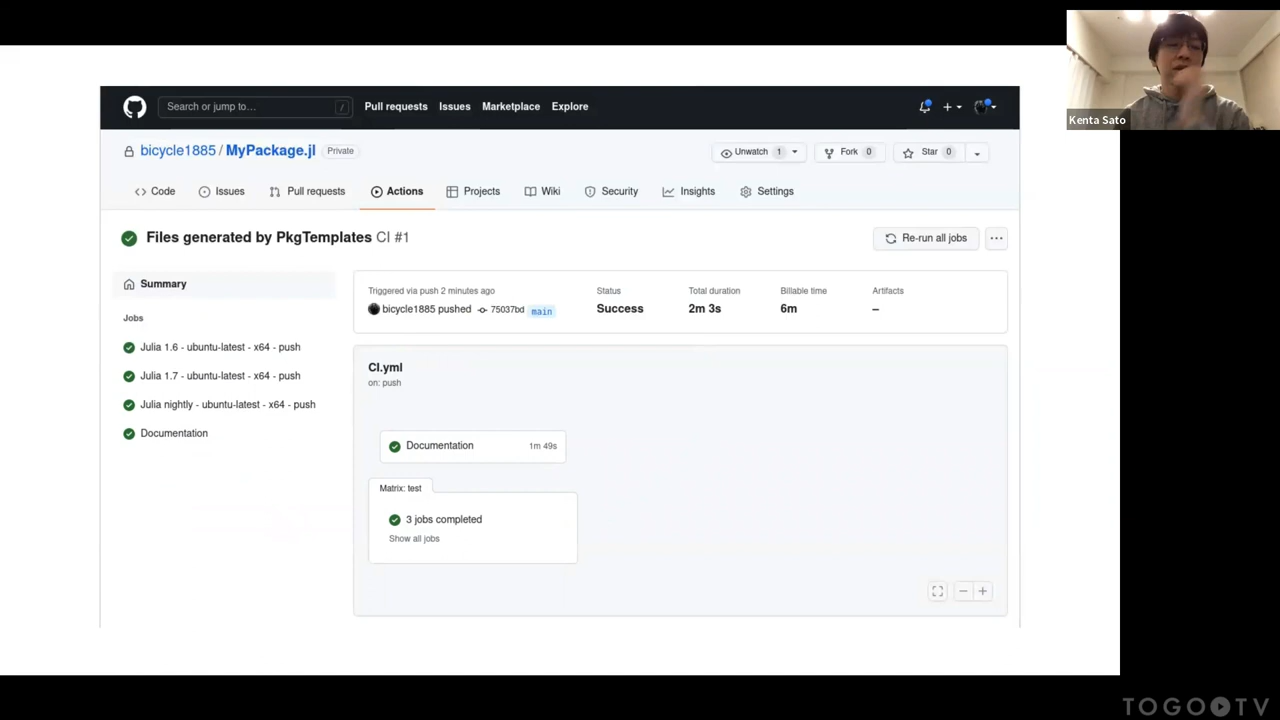 Search or jump to… /
Pull requests Issues Marketplace Explore
bicycle1885 / MyPackage.jl Private
Unwatch 1 Fork 0 Star 0
Code Issues Pull requests Actions Projects Wiki Security Insights Settings
Files generated by PkgTemplates CI #1
Re-run all jobs
Summary
Jobs
Julia 1.6 - ubuntu-latest - x64 - push
Julia 1.7 - ubuntu-latest - x64 - push
Julia nightly - ubuntu-latest - x64 - push
Documentation
Triggered via push 2 minutes ago
bicycle1885 pushed 75037bd main
Status
Success
Total duration
2m 3s
Billable time
6m
Artifacts
–
CI.yml
on: push
Documentation 1m 49s
Matrix: test
3 jobs completed
Show all jobs
Kenta Sato
TOGO TV